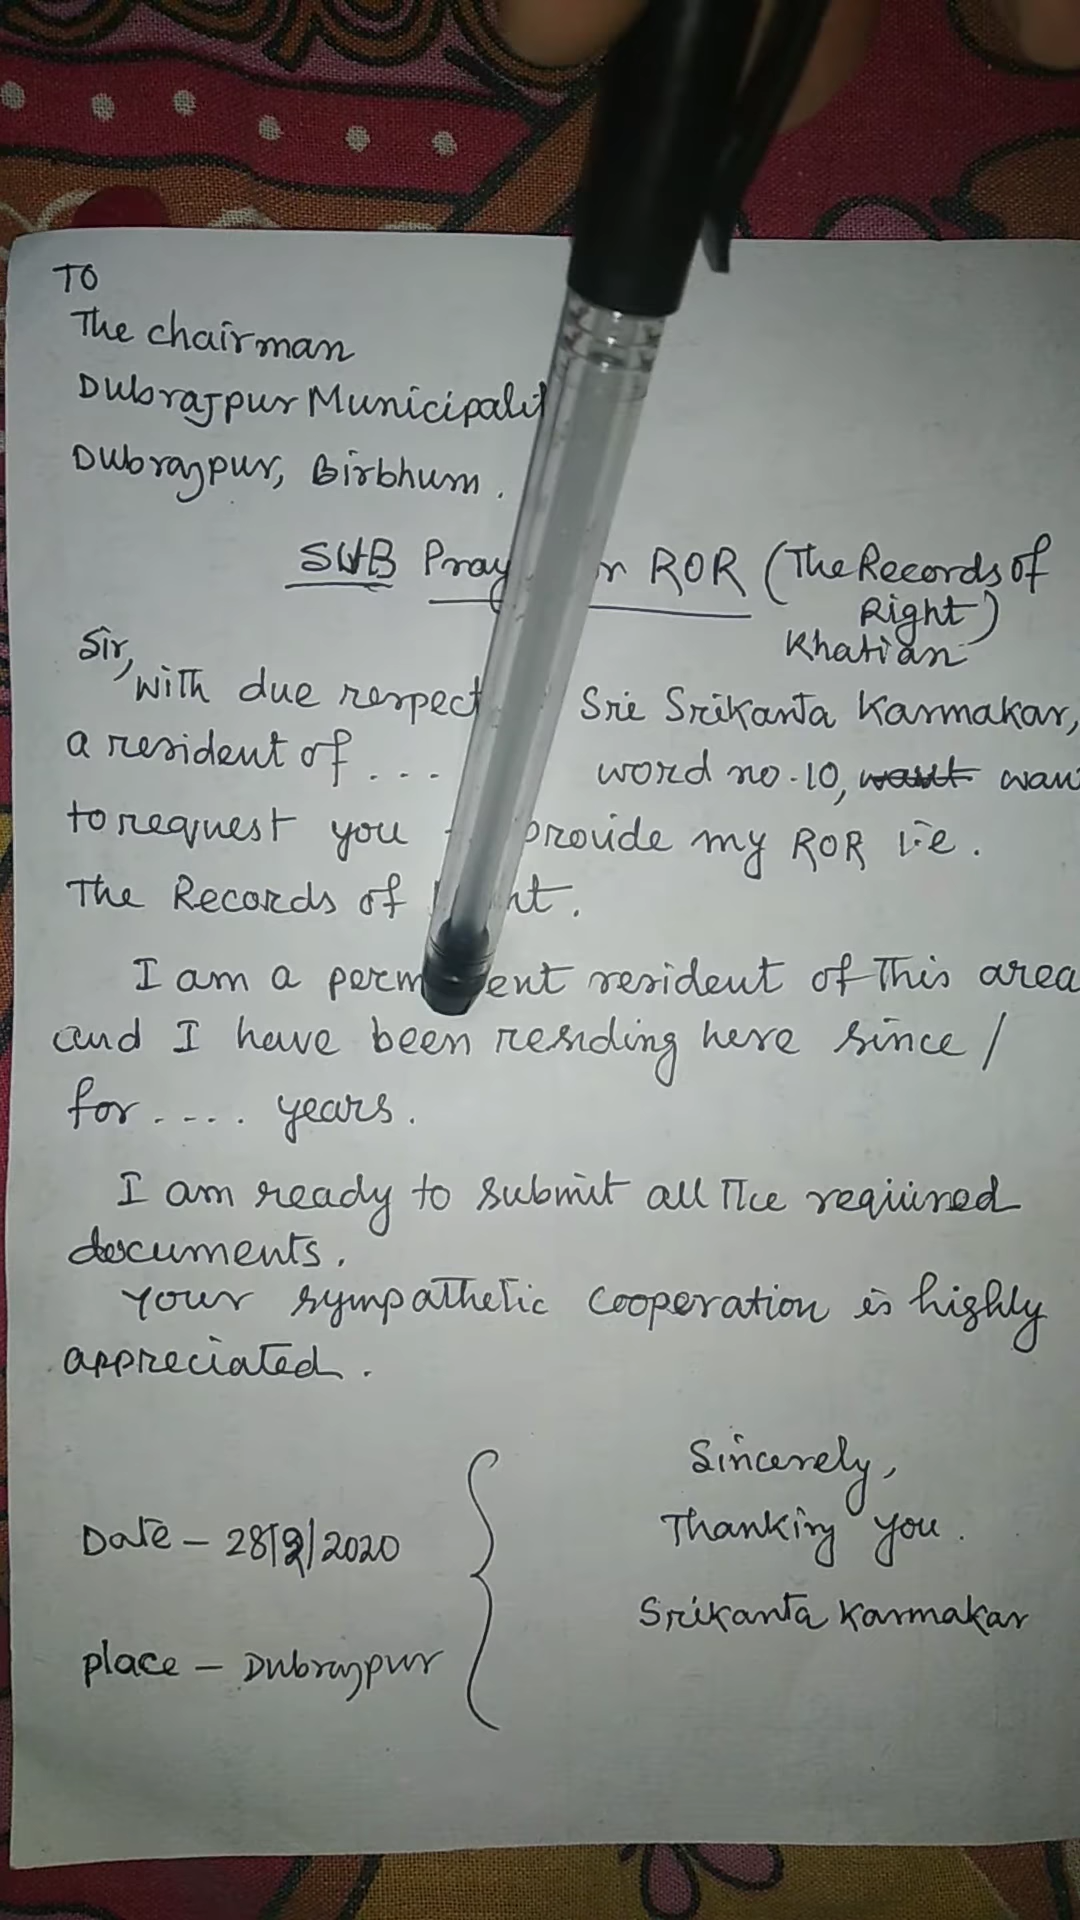 TO
The chairman
Dubrajpur Municipalit
Dubrajpur, Birbhum.
SUB Pray ROR (The Records of
Right)
Khatian
Sir,
with due respect Sri Srikanta Karmakar,
a resident of ... word no-10, want wan
to request you provide my ROR i.e.
The Records of
I am a perm ent resident of This area
and I have been residing here since /
for .... years.
I am ready to submit all The required
documents.
Your sympathetic cooperation is highly
appreciated.
Sincerely,
Thanking you.
Srikanta Karmakar
Date - 28/2/2020
place - Dubrajpur